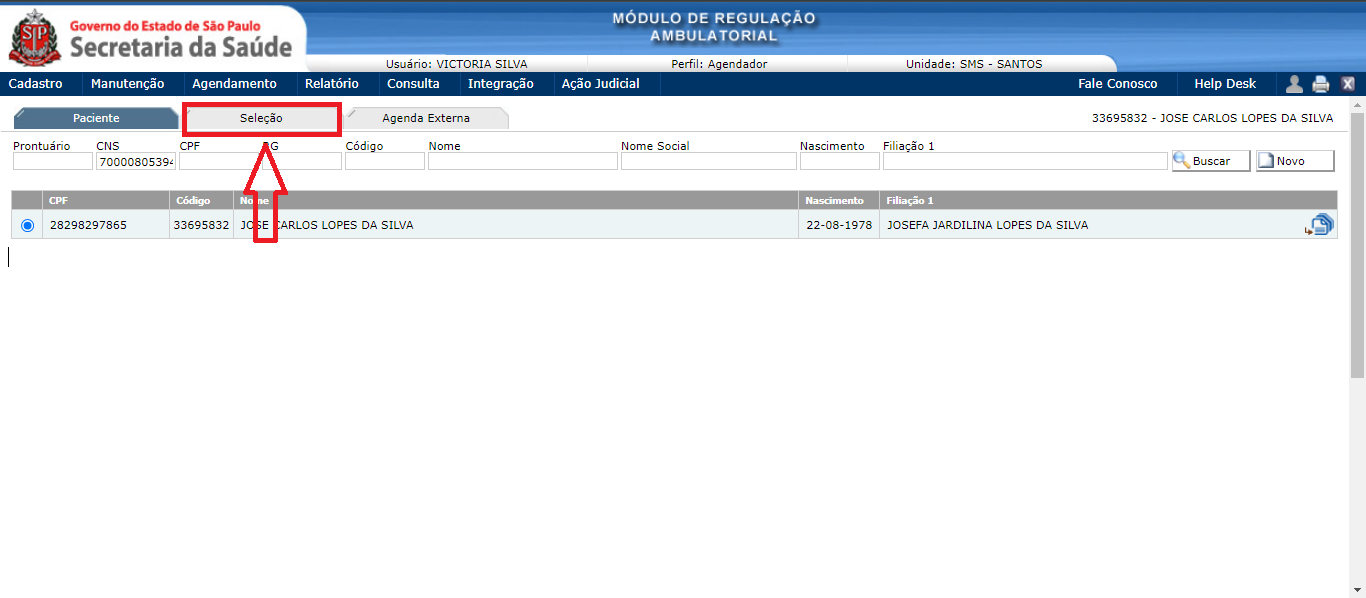 Governo do Estado de São Paulo
Secretaria da Saúde
MÓDULO DE REGULAÇÃO
AMBULATORIAL
Usuário: VICTORIA SILVA Perfil: Agendador Unidade: SMS - SANTOS
Cadastro Manutenção Agendamento Relatório Consulta Integração Ação Judicial Fale Conosco Help Desk
Paciente Seleção Agenda Externa 33695832 - JOSE CARLOS LOPES DA SILVA
Prontuário CNS CPF RG Código Nome Nome Social Nascimento Filiação 1
70000805394 Buscar Novo
CPF Código Nome Nascimento Filiação 1
28298297865 33695832 JOSE CARLOS LOPES DA SILVA 22-08-1978 JOSEFA JARDILINA LOPES DA SILVA